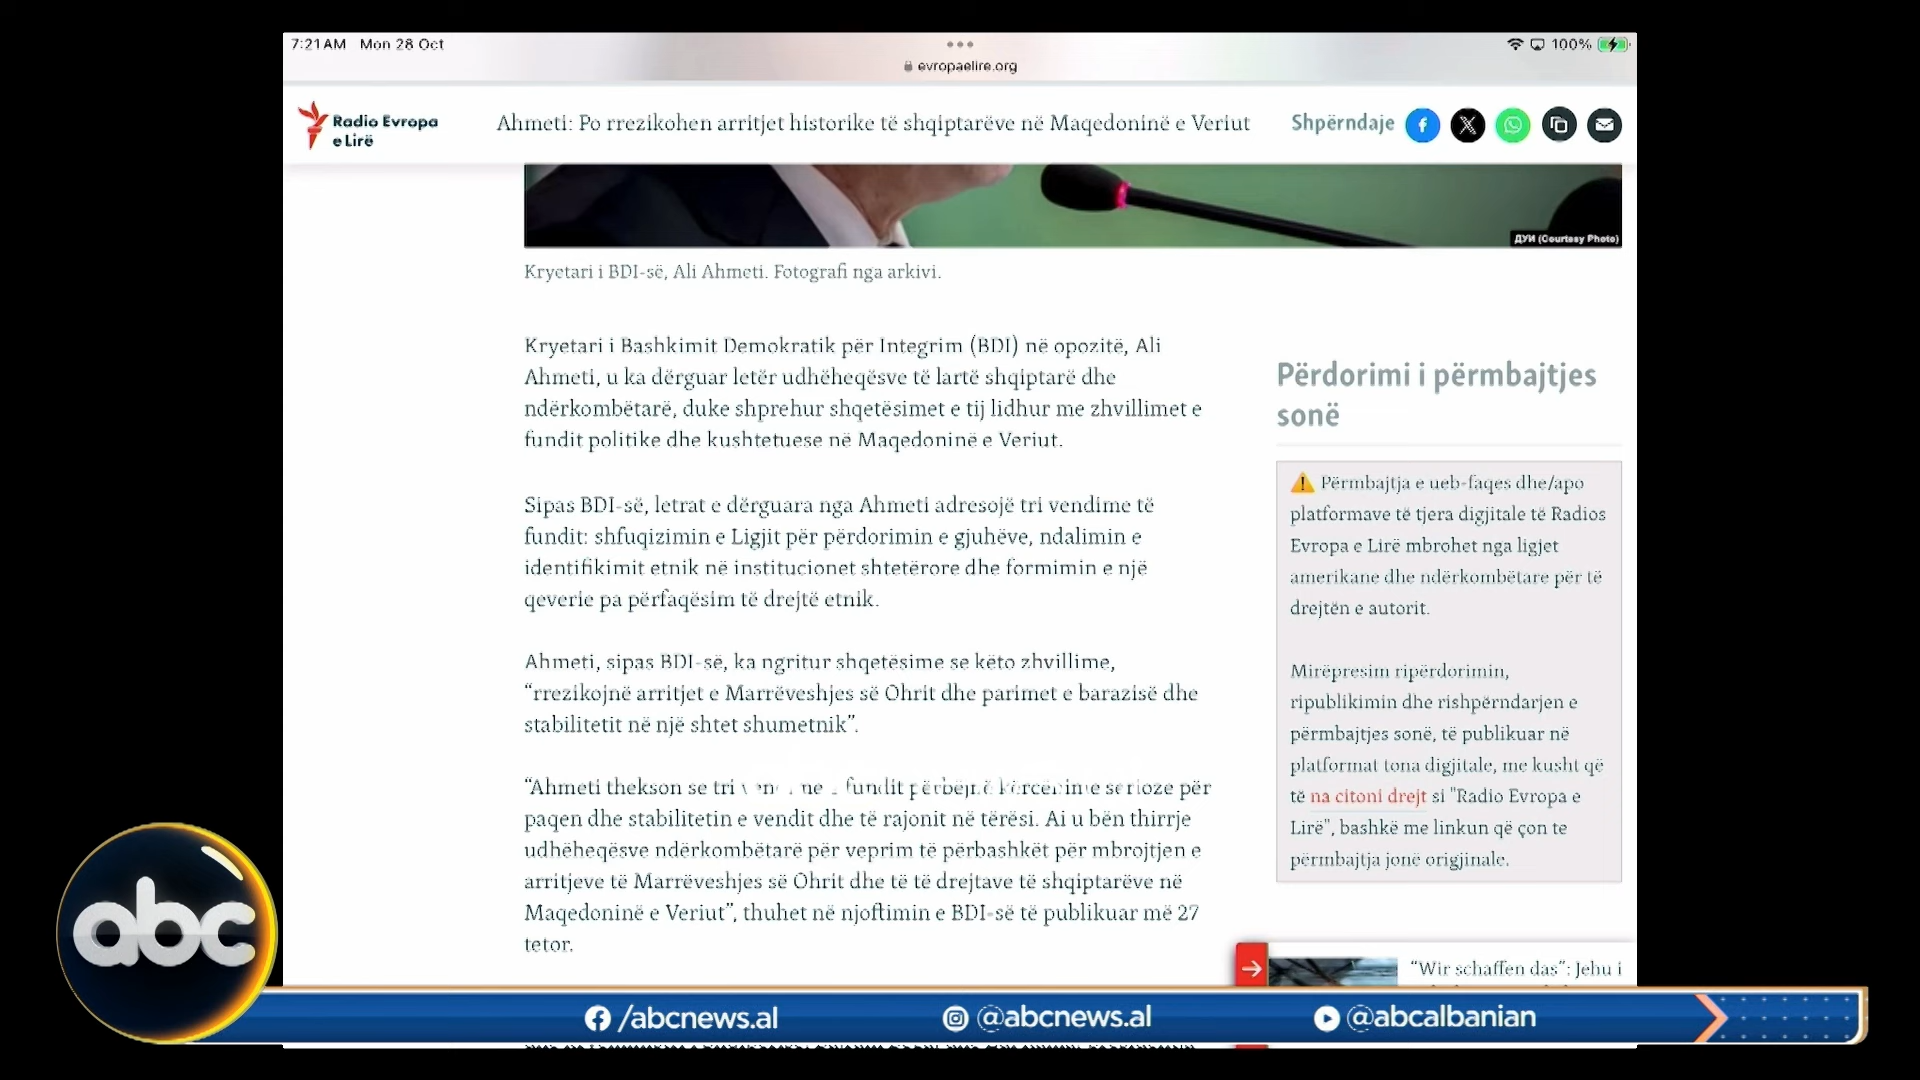 7:21 AM Mon 28 Oct
100%
evropaelire.org
Radio Evropa
e Lirë
Ahmeti: Po rrezikohen arritjet historike të shqiptarëve në Maqedoninë e Veriut
Shpërndaje
ДУИ (Courtesy Photo)
Kryetari i BDI-së, Ali Ahmeti. Fotografi nga arkivi.
Kryetari i Bashkimit Demokratik për Integrim (BDI) në opozitë, Ali
Ahmeti, u ka dërguar letër udhëheqësve të lartë shqiptarë dhe
ndërkombëtarë, duke shprehur shqetësimet e tij lidhur me zhvillimet e
fundit politike dhe kushtetuese në Maqedoninë e Veriut.
Sipas BDI-së, letrat e dërguara nga Ahmeti adresojë tri vendime të
fundit: shfuqizimin e Ligjit për përdorimin e gjuhëve, ndalimin e
identifikimit etnik në institucionet shtetërore dhe formimin e një
qeverie pa përfaqësim të drejtë etnik.
Ahmeti, sipas BDI-së, ka ngritur shqetësime se këto zhvillime,
“rrezikojnë arritjet e Marrëveshjes së Ohrit dhe parimet e barazisë dhe
stabilitetit në një shtet shumetnik”.
“Ahmeti thekson se tri fundit përbëjnë kërcënime serioze për
paqen dhe stabilitetin e vendit dhe të rajonit në tërësi. Ai u bën thirrje
udhëheqësve ndërkombëtarë për veprim të përbashkët për mbrojtjen e
arritjeve të Marrëveshjes së Ohrit dhe të të drejtave të shqiptarëve në
Maqedoninë e Veriut”, thuhet në njoftimin e BDI-së të publikuar më 27
tetor.
Përdorimi i përmbajtjes
sonë
Përmbajtja e ueb-faqes dhe/apo
platformave të tjera digjitale të Radios
Evropa e Lirë mbrohet nga ligjet
amerikane dhe ndërkombëtare për të
drejtën e autorit.
Mirëpresim ripërdorimin,
ripublikimin dhe rishpërndarjen e
përmbajtjes sonë, të publikuar në
platformat tona digjitale, me kusht që
të na citoni drejt si "Radio Evropa e
Lirë", bashkë me linkun që çon te
përmbajtja jonë origjinale.
“Wir schaffen das”: Jehu i
abc
/abcnews.al
@abcnews.al
@abcalbanian